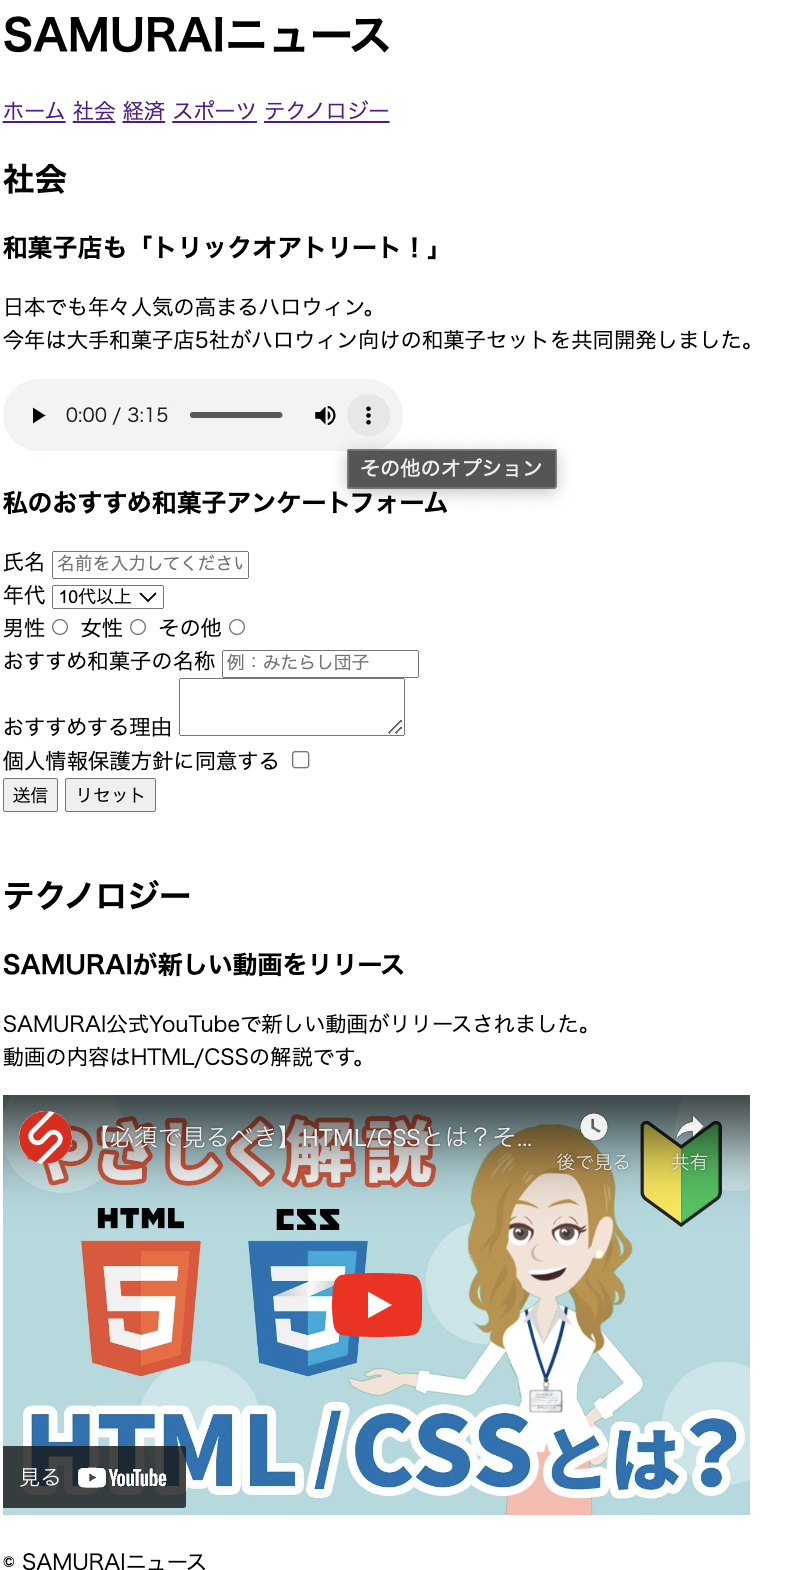 SAMURAIニュース
ホーム 社会 経済 スポーツ テクノロジー
社会
和菓子店も「トリックオアトリート！」
日本でも年々人気の高まるハロウィン。
今年は大手和菓子店5社がハロウィン向けの和菓子セットを共同開発しました。
0:00 / 3:15
その他のオプション
私のおすすめ和菓子アンケートフォーム
氏名 名前を入力してください
年代 10代以上
男性 女性 その他
おすすめ和菓子の名称 例：みたらし団子
おすすめする理由
個人情報保護方針に同意する
送信 リセット
テクノロジー
SAMURAIが新しい動画をリリース
SAMURAI公式YouTubeで新しい動画がリリースされました。
動画の内容はHTML/CSSの解説です。
【必須で見るべき】HTML/CSSとは？そ...
後で見る 共有
やさしく解説
HTML CSS
5 3
HTML/CSSとは？
見る YouTube
© SAMURAIニュース